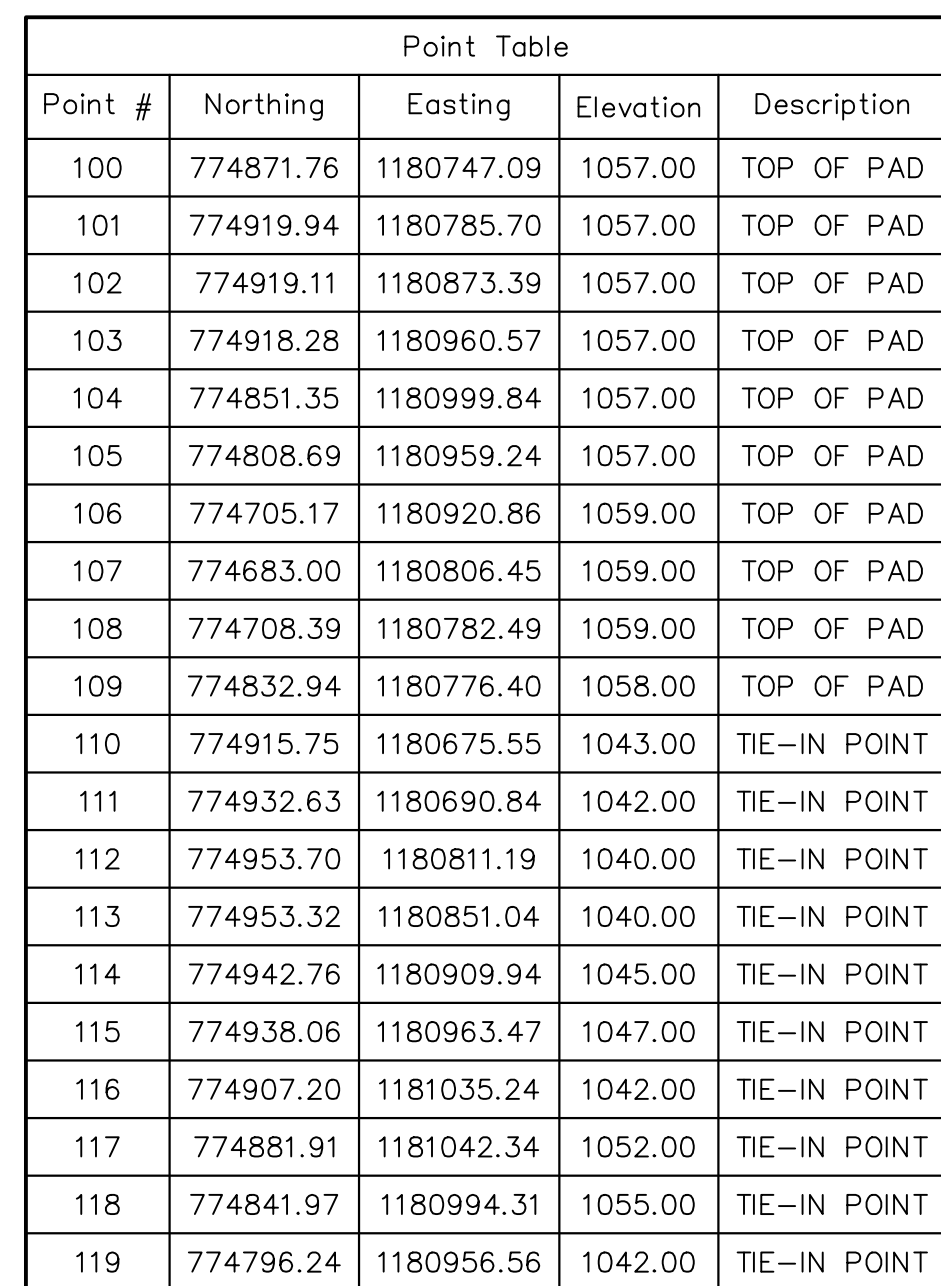 Point Table
Point # Northing Easting Elevation Description
100 774871.76 1180747.09 1057.00 TOP OF PAD
101 774919.94 1180785.70 1057.00 TOP OF PAD
102 774919.11 1180873.39 1057.00 TOP OF PAD
103 774918.28 1180960.57 1057.00 TOP OF PAD
104 774851.35 1180999.84 1057.00 TOP OF PAD
105 774808.69 1180959.24 1057.00 TOP OF PAD
106 774705.17 1180920.86 1059.00 TOP OF PAD
107 774683.00 1180806.45 1059.00 TOP OF PAD
108 774708.39 1180782.49 1059.00 TOP OF PAD
109 774832.94 1180776.40 1058.00 TOP OF PAD
110 774915.75 1180675.55 1043.00 TIE–IN POINT
111 774932.63 1180690.84 1042.00 TIE–IN POINT
112 774953.70 1180811.19 1040.00 TIE–IN POINT
113 774953.32 1180851.04 1040.00 TIE–IN POINT
114 774942.76 1180909.94 1045.00 TIE–IN POINT
115 774938.06 1180963.47 1047.00 TIE–IN POINT
116 774907.20 1181035.24 1042.00 TIE–IN POINT
117 774881.91 1181042.34 1052.00 TIE–IN POINT
118 774841.97 1180994.31 1055.00 TIE–IN POINT
119 774796.24 1180956.56 1042.00 TIE–IN POINT